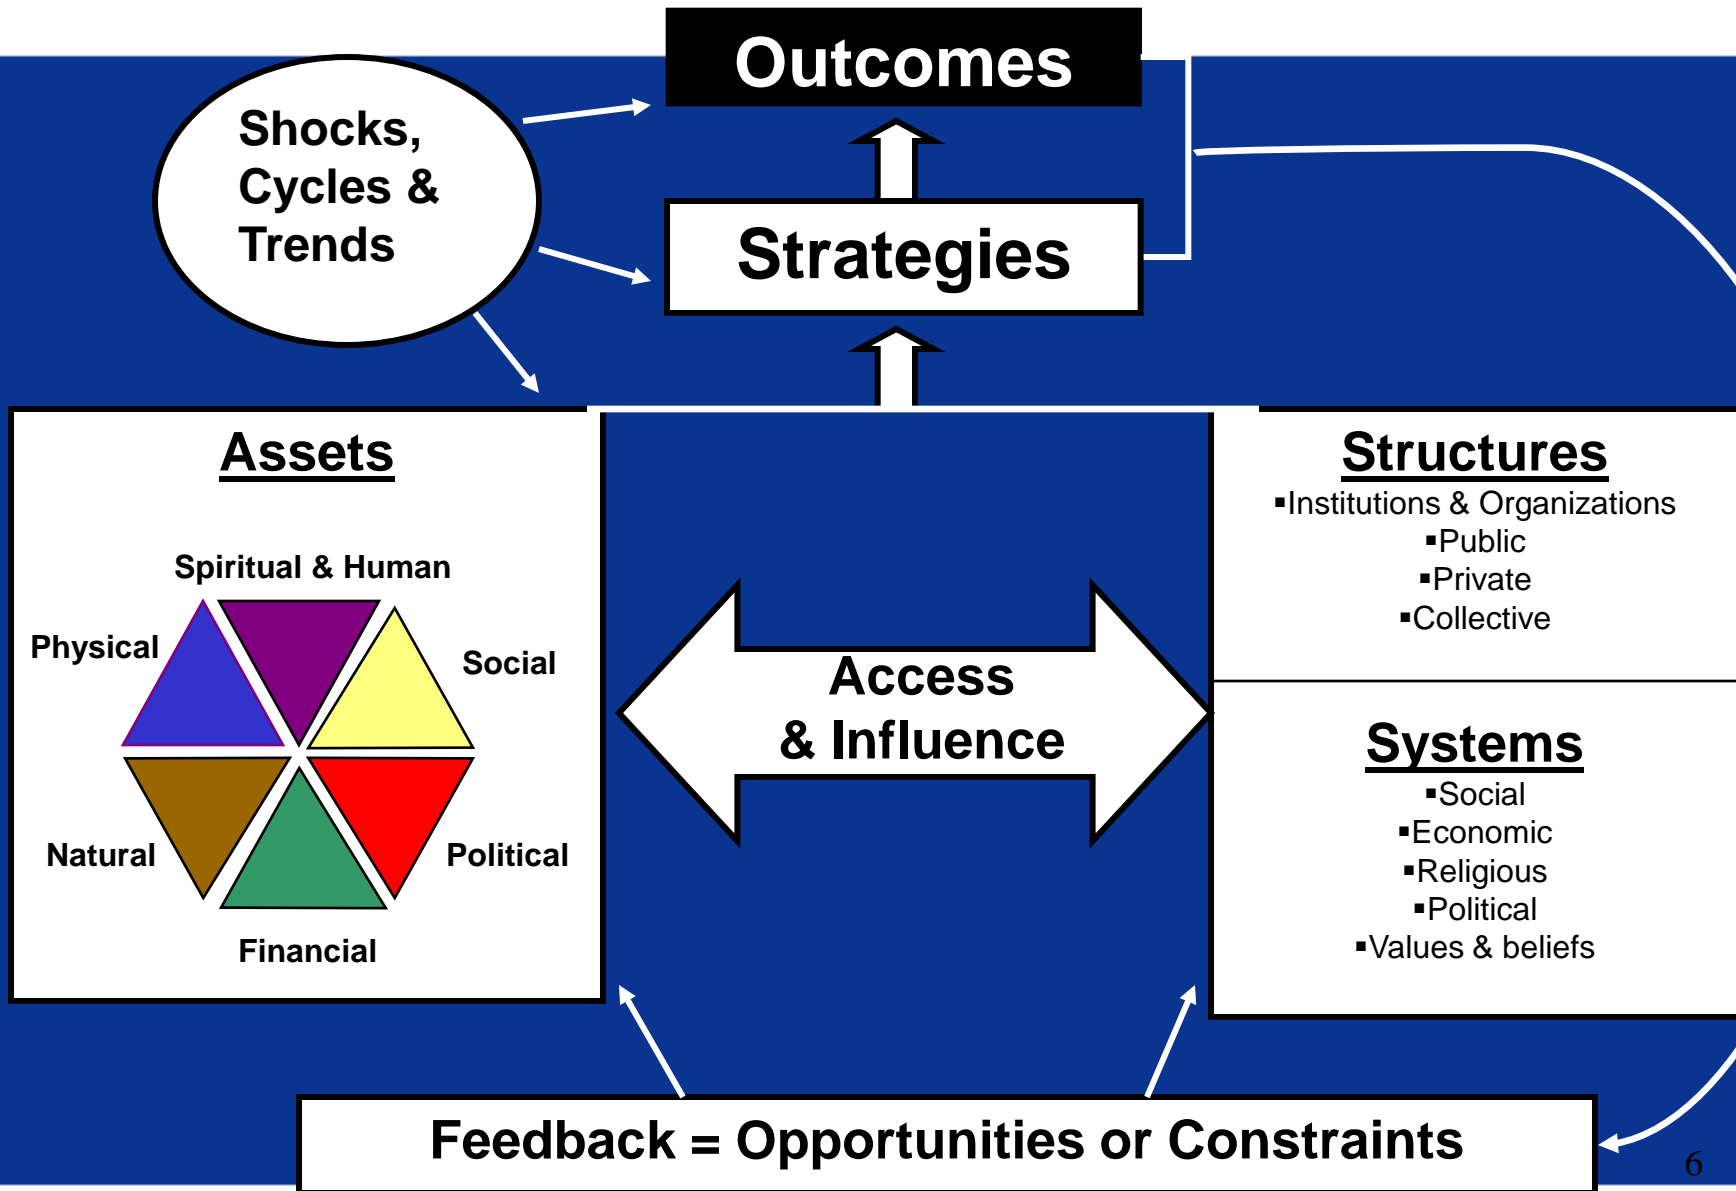 Outcomes
Shocks,
Cycles &
Trends
Strategies
Assets
Spiritual & Human
Physical
Social
Natural
Political
Financial
Access
& Influence
Structures
▪Institutions & Organizations
▪Public
▪Private
▪Collective
Systems
▪Social
▪Economic
▪Religious
▪Political
▪Values & beliefs
Feedback = Opportunities or Constraints
6